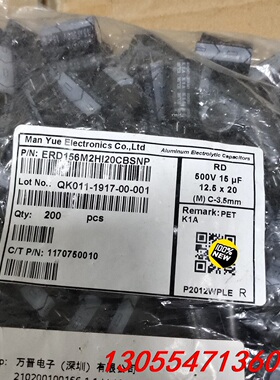 Man Yue Electronics Co.,Ltd
Aluminum Electrolytic Capacitors
P/N: ERD156M2HI20CBSNP
RD
500V 15 µF
12.5 x 20
(M) C-3.5mm
Lot No.. QK011-1917-00-001
Qty: 200 pcs
Remark: PET
K1A
C/T P/N: 1170750010
100%
NEW
P2012WPLE R
万晋电子（深圳）有限公
13055471360